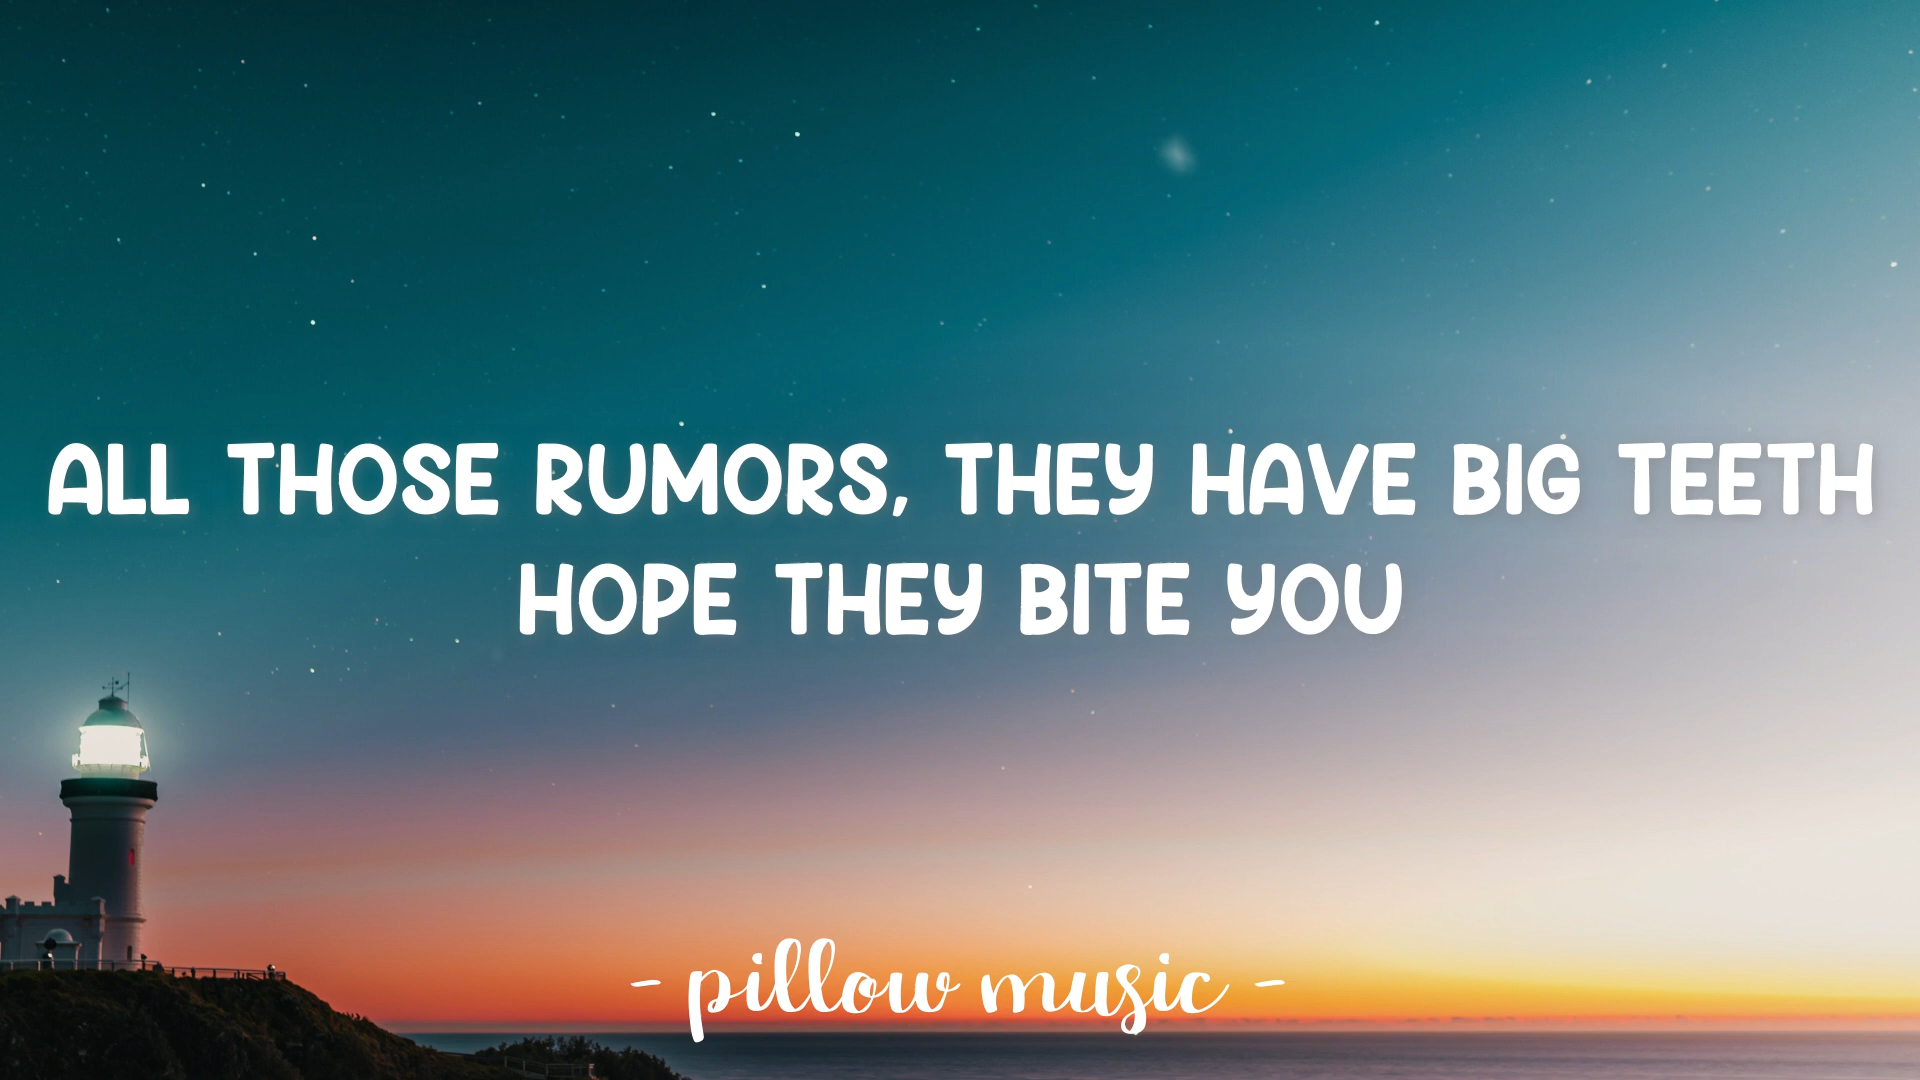 ALL THOSE RUMORS, THEY HAVE BIG TEETH
HOPE THEY BITE YOU
- pillow music -